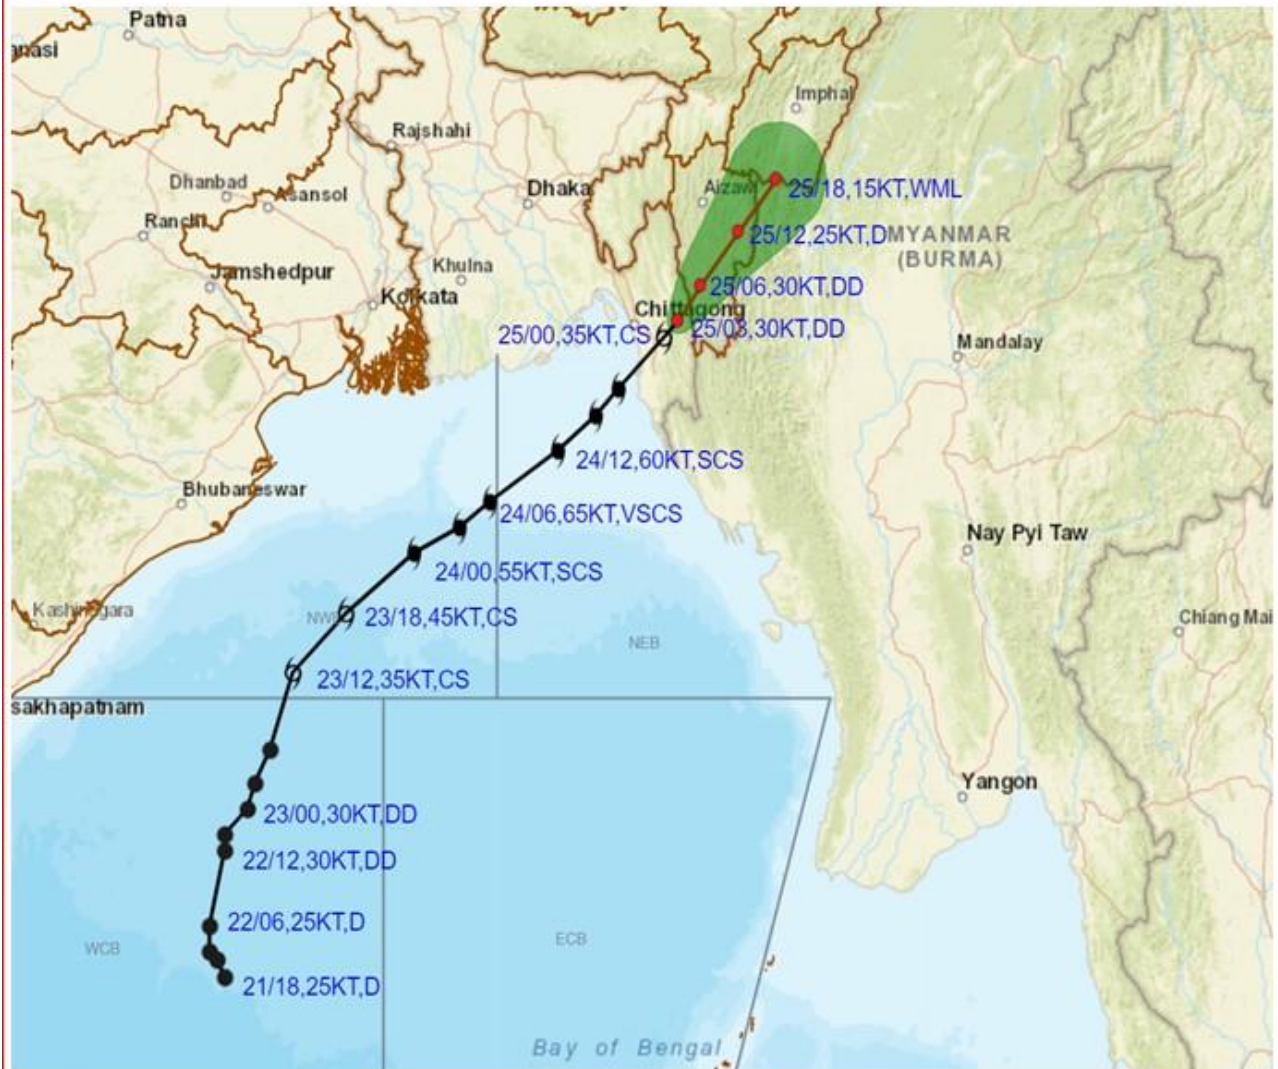 Patna
nasi
Imphal
Rajshahi
Dhanbad
Asansol
Dhaka
Aizawl
25/18,15KT,WML
Ranchi
25/12,25KT,D
MYANMAR
(BURMA)
Jamshedpur
Khulna
Kolkata
25/06,30KT,DD
Chittagong
25/00,35KT,CS
25/03,30KT,DD
Mandalay
24/12,60KT,SCS
Bhubaneswar
24/06,65KT,VSCS
Nay Pyi Taw
24/00,55KT,SCS
Kashinagara
NWB
23/18,45KT,CS
NEB
Chiang Mai
23/12,35KT,CS
sakhapatnam
Yangon
23/00,30KT,DD
22/12,30KT,DD
22/06,25KT,D
WCB
ECB
21/18,25KT,D
Bay of Bengal